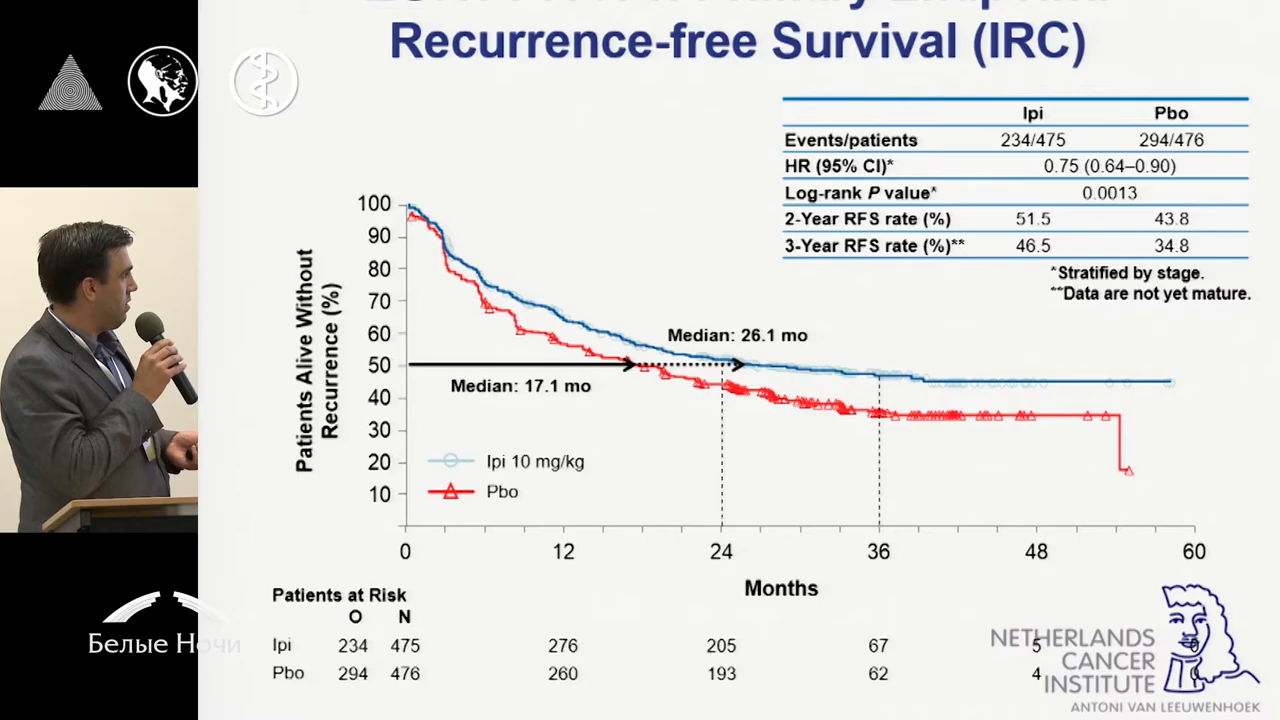 Recurrence-free Survival (IRC)
Ipi Pbo
Events/patients 234/475 294/476
HR (95% CI)* 0.75 (0.64–0.90)
Log-rank P value* 0.0013
2-Year RFS rate (%) 51.5 43.8
3-Year RFS rate (%)** 46.5 34.8
*Stratified by stage.
**Data are not yet mature.
Patients Alive Without
Recurrence (%)
100
90
80
70
60
50
40
30
20
10
Median: 26.1 mo
Median: 17.1 mo
Ipi 10 mg/kg
Pbo
0 12 24 36 48 60
Months
Patients at Risk
O N
Ipi 234 475 276 205 67 5 0
Pbo 294 476 260 193 62 4 0
Белые Ночи
NETHERLANDS
CANCER
INSTITUTE
ANTONI VAN LEEUWENHOEK